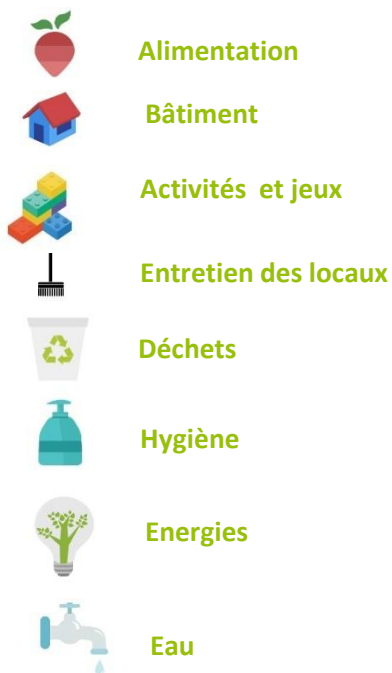 Alimentation
Bâtiment
Activités et jeux
Entretien des locaux
Déchets
Hygiène
Energies
Eau